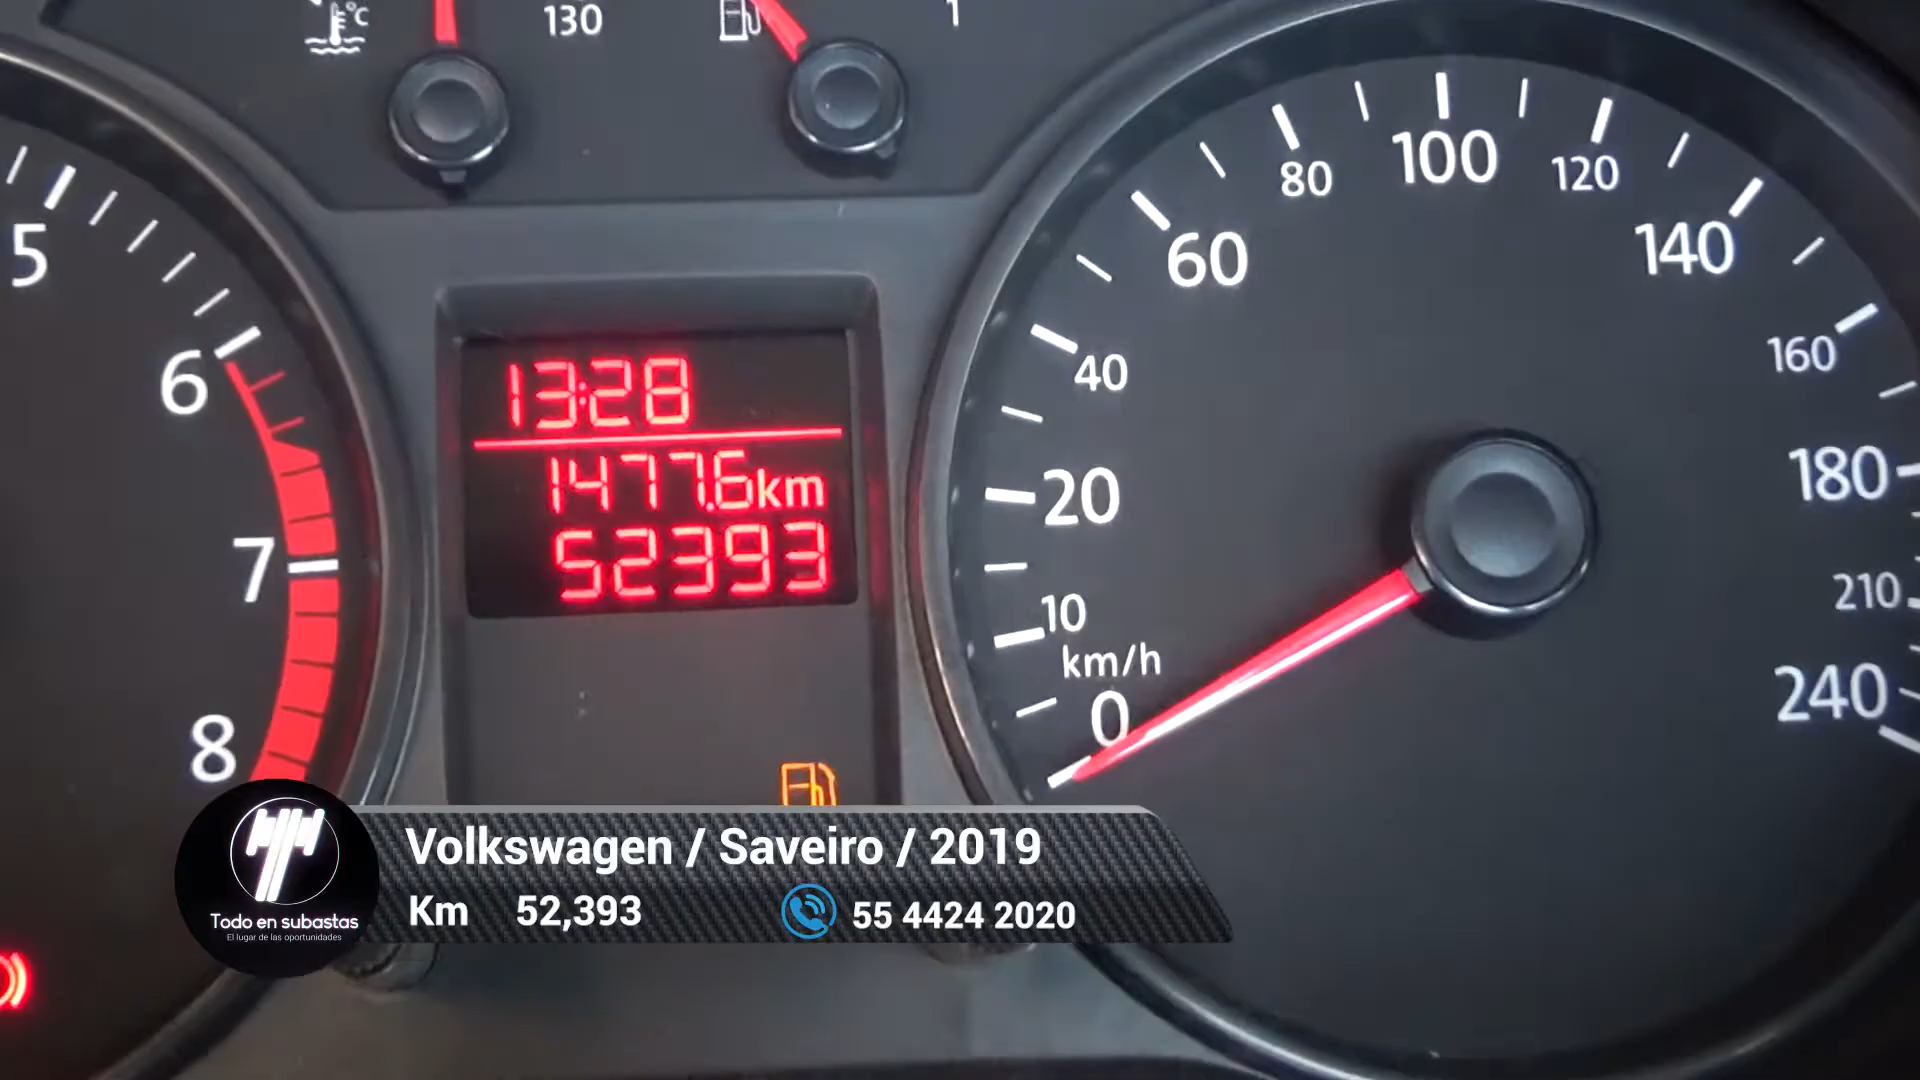 °C
130
1
5
6
7
8
13:28
1477.6km
52393
0
10
20
40
60
80
100
120
140
160
180
210
240
km/h
Volkswagen / Saveiro / 2019
Km 52,393
55 4424 2020
Todo en subastas
El lugar de las oportunidades